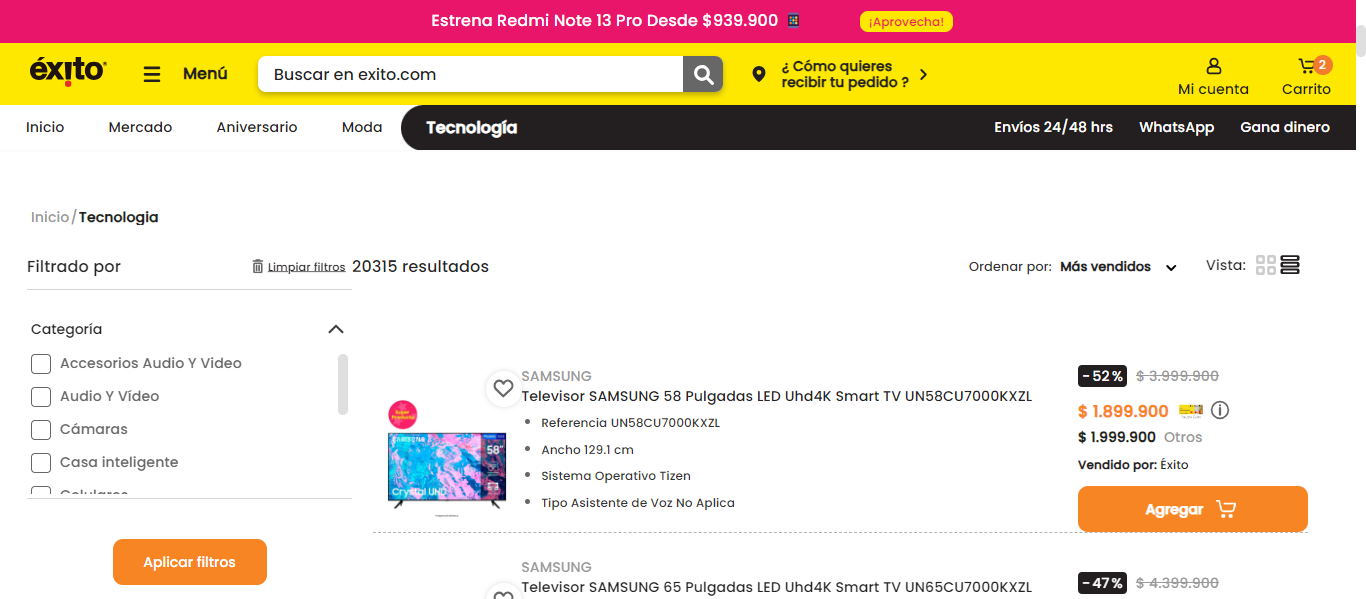 Estrena Redmi Note 13 Pro Desde $939.900
¡Aprovecha!
éxito
Menú
Buscar en exito.com
¿ Cómo quieres
recibir tu pedido ?
Mi cuenta
2
Carrito
Inicio
Mercado
Aniversario
Moda
Tecnología
Envíos 24/48 hrs
WhatsApp
Gana dinero
Inicio/Tecnologia
Filtrado por
Limpiar filtros
20315 resultados
Ordenar por: Más vendidos
Vista:
Categoría
Accesorios Audio Y Video
Audio Y Vídeo
Cámaras
Casa inteligente
Celulares
Aplicar filtros
SAMSUNG
Televisor SAMSUNG 58 Pulgadas LED Uhd4K Smart TV UN58CU7000KXZL
Referencia UN58CU7000KXZL
Ancho 129.1 cm
Sistema Operativo Tizen
Tipo Asistente de Voz No Aplica
58"
Crystal UHD
-52%
$ 3.999.900
$ 1.899.900
$ 1.999.900 Otros
Vendido por: Éxito
Agregar
SAMSUNG
Televisor SAMSUNG 65 Pulgadas LED Uhd4K Smart TV UN65CU7000KXZL
-47%
$ 4.399.900